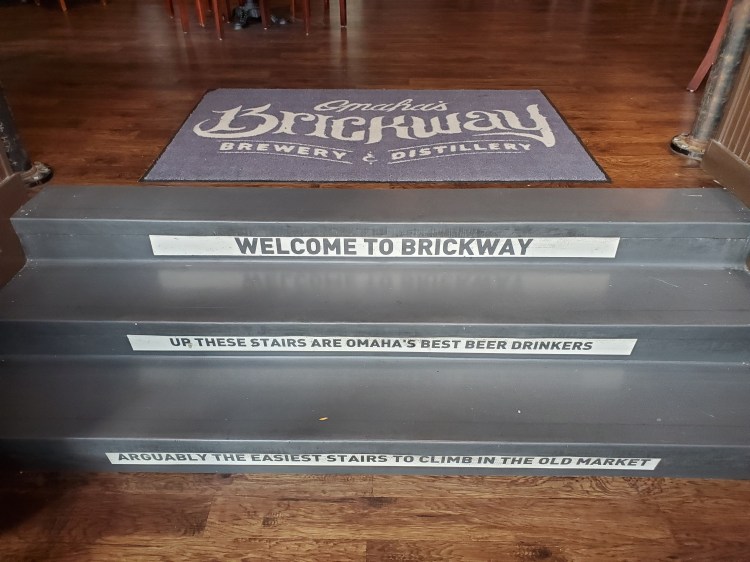 Omaha's
Brickway
BREWERY & DISTILLERY
WELCOME TO BRICKWAY
UP THESE STAIRS ARE OMAHA'S BEST BEER DRINKERS
ARGUABLY THE EASIEST STAIRS TO CLIMB IN THE OLD MARKET